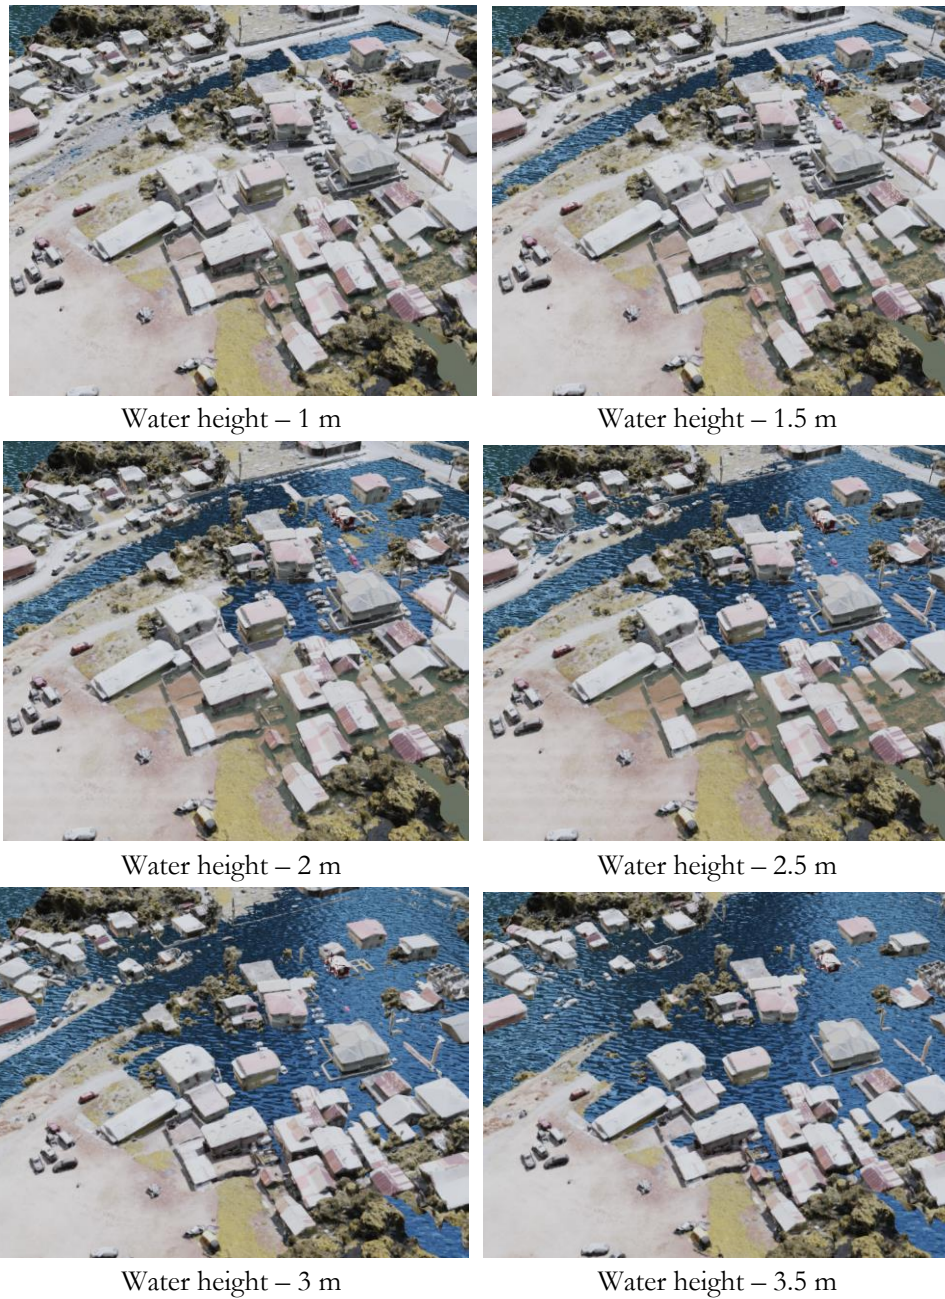 Water height – 1 m
Water height – 1.5 m
Water height – 2 m
Water height – 2.5 m
Water height – 3 m
Water height – 3.5 m